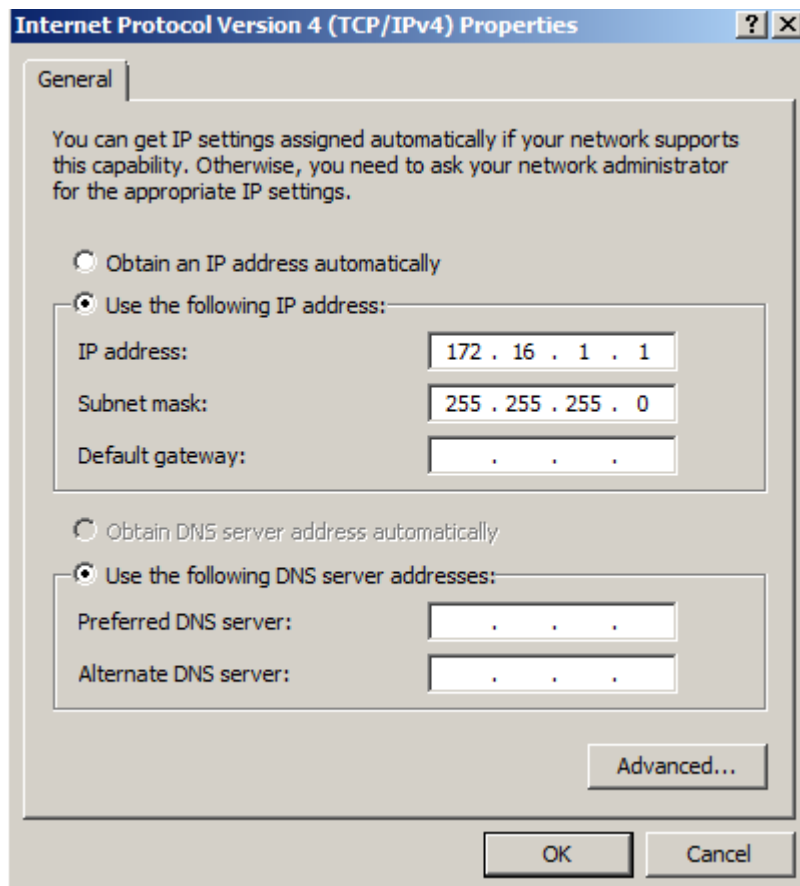 Internet Protocol Version 4 (TCP/IPv4) Properties ? X
General
You can get IP settings assigned automatically if your network supports
this capability. Otherwise, you need to ask your network administrator
for the appropriate IP settings.
Obtain an IP address automatically
Use the following IP address:
IP address: 172 . 16 . 1 . 1
Subnet mask: 255 . 255 . 255 . 0
Default gateway: . . .
Obtain DNS server address automatically
Use the following DNS server addresses:
Preferred DNS server: . . .
Alternate DNS server: . . .
Advanced...
OK Cancel